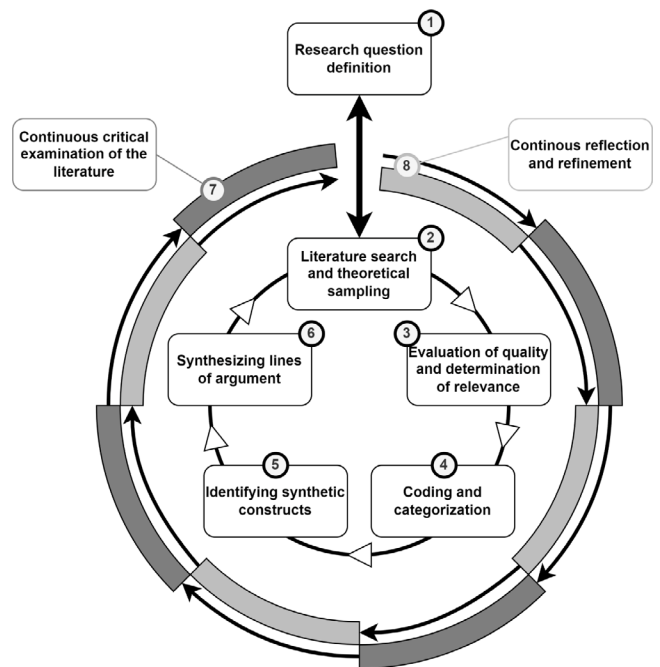 1
Research question
definition
Continuous critical
examination of the
literature
7
8
Continous reflection
and refinement
2
Literature search
and theoretical
sampling
3
Evaluation of quality
and determination
of relevance
6
Synthesizing lines
of argument
5
Identifying synthetic
constructs
4
Coding and
categorization